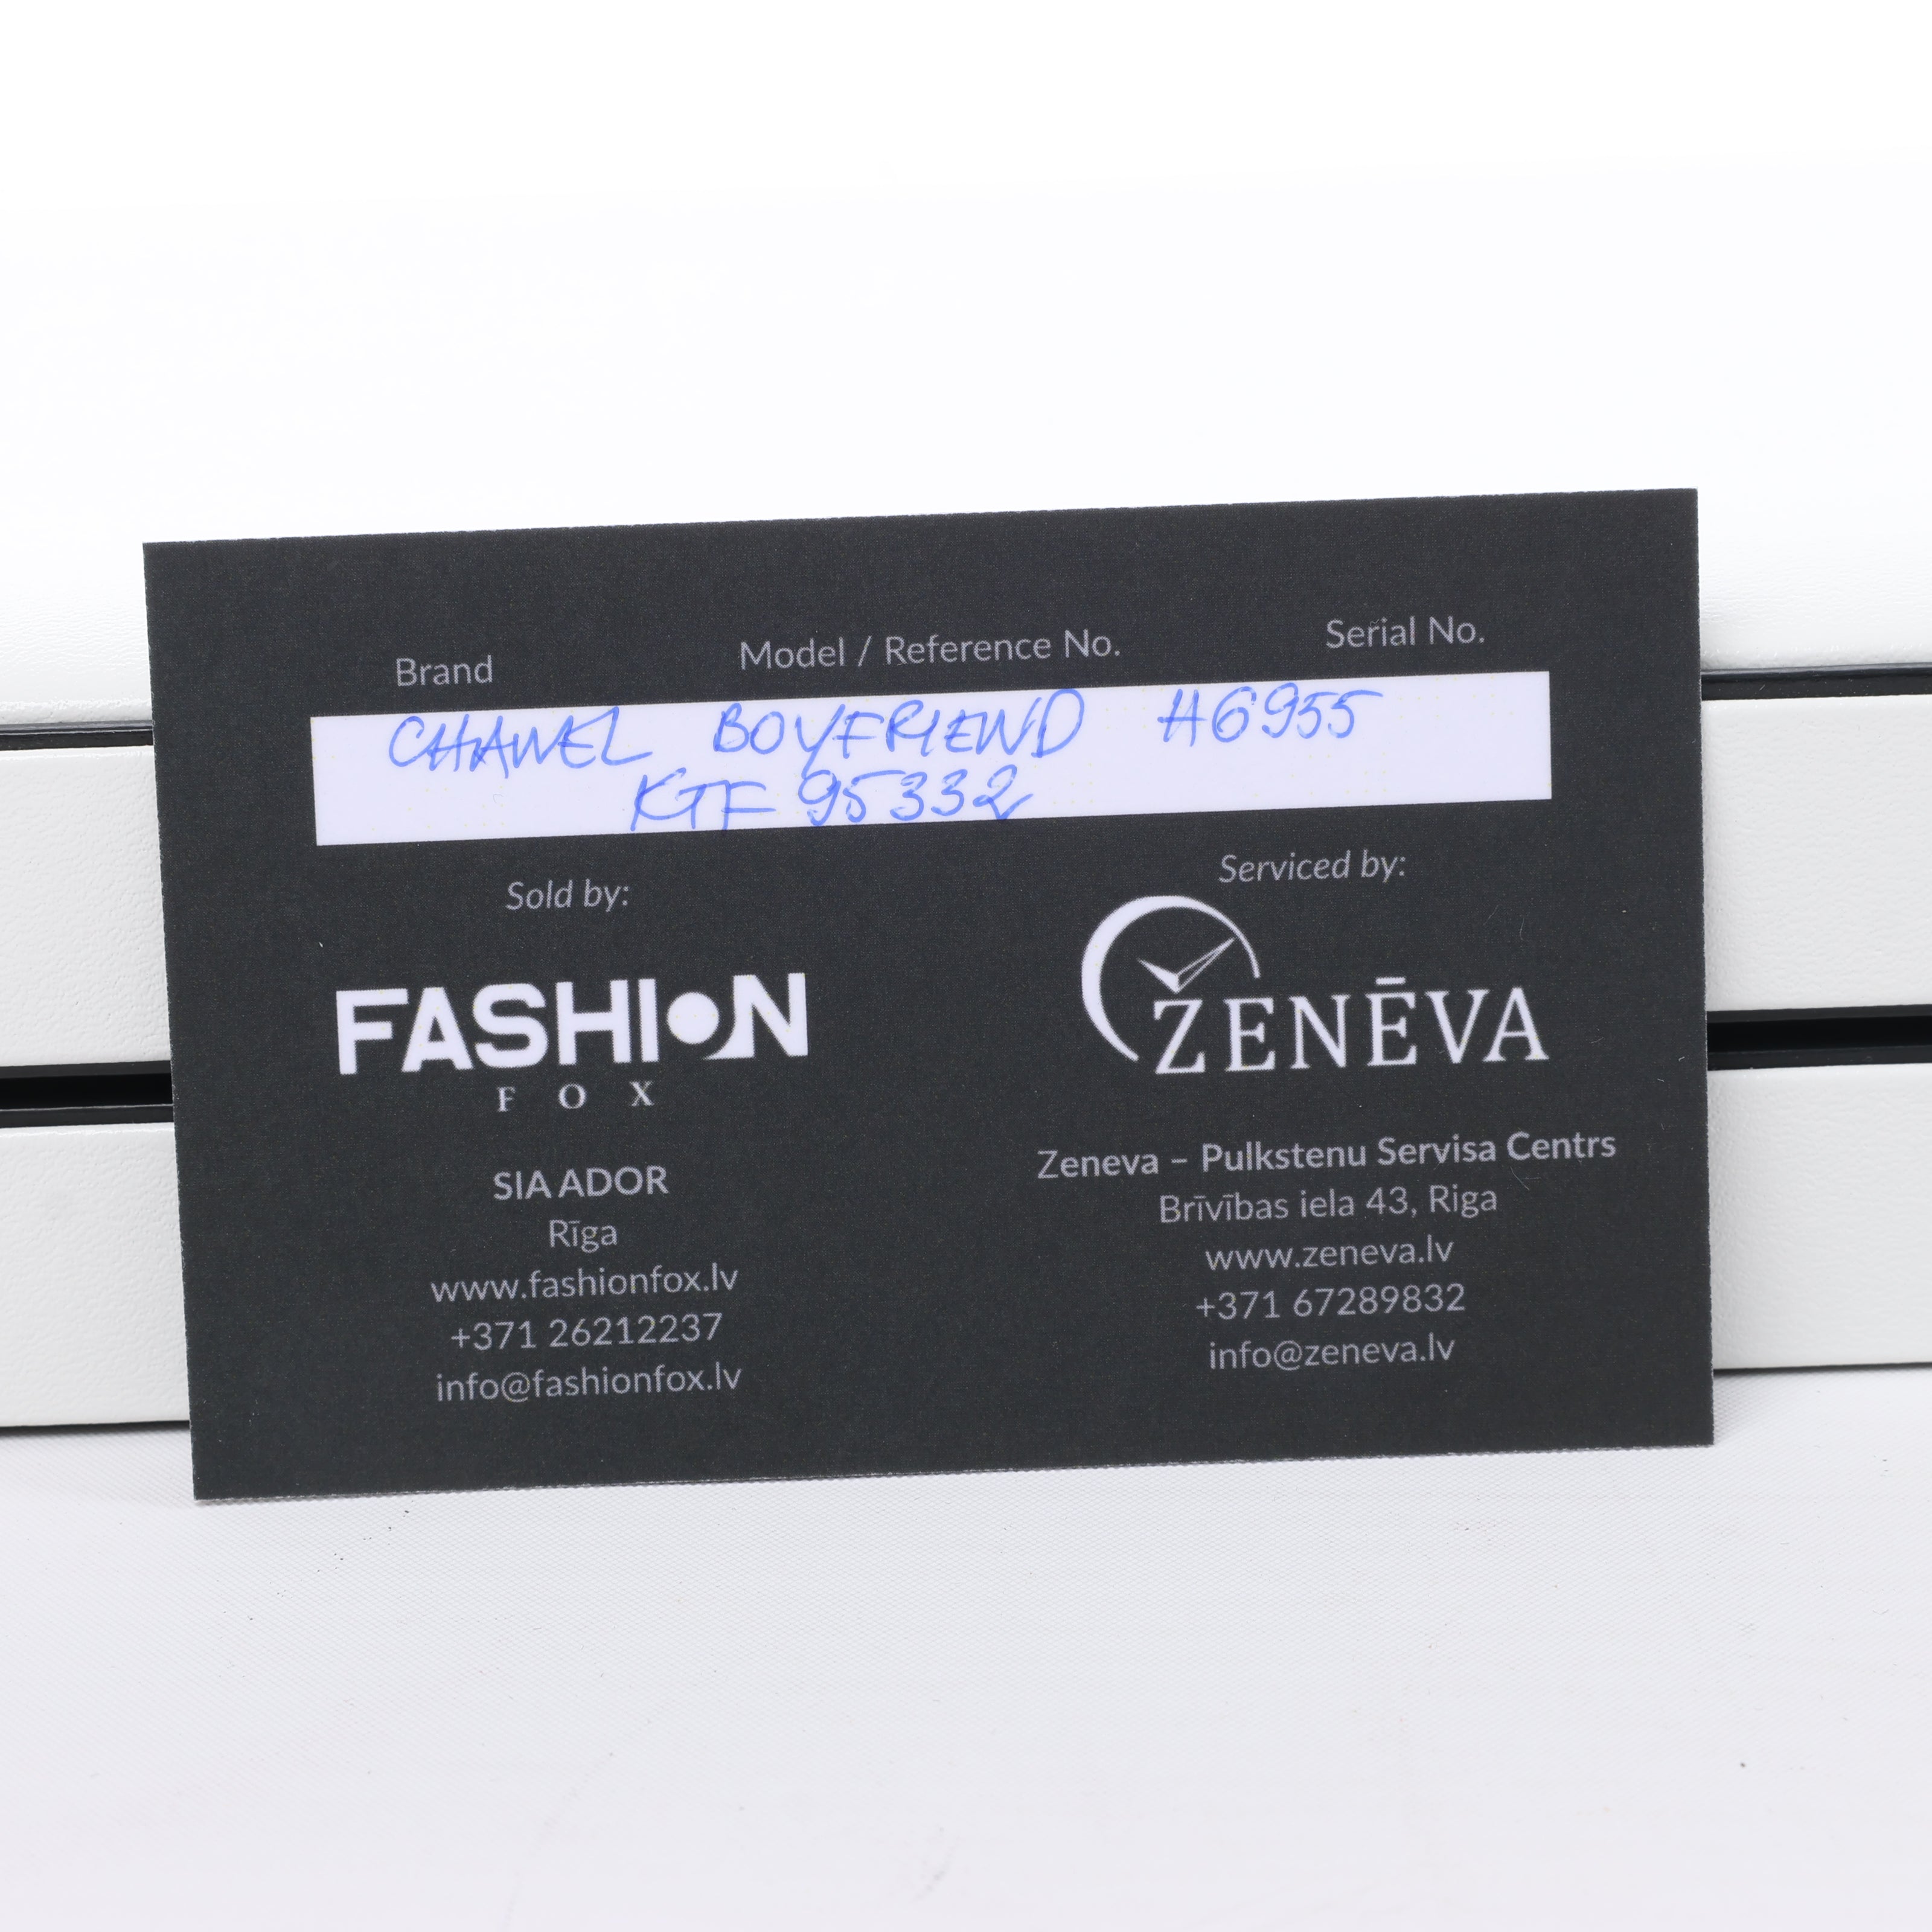 Brand Model / Reference No. Serial No.
CHANEL BOYFRIEND H6955
KTF 95332
Sold by:
FASHION
FOX
SIA ADOR
Rīga
www.fashionfox.lv
+371 26212237
info@fashionfox.lv
Serviced by:
ZENĒVA
Zeneva – Pulkstenu Servisa Centrs
Brīvības iela 43, Riga
www.zeneva.lv
+371 67289832
info@zeneva.lv